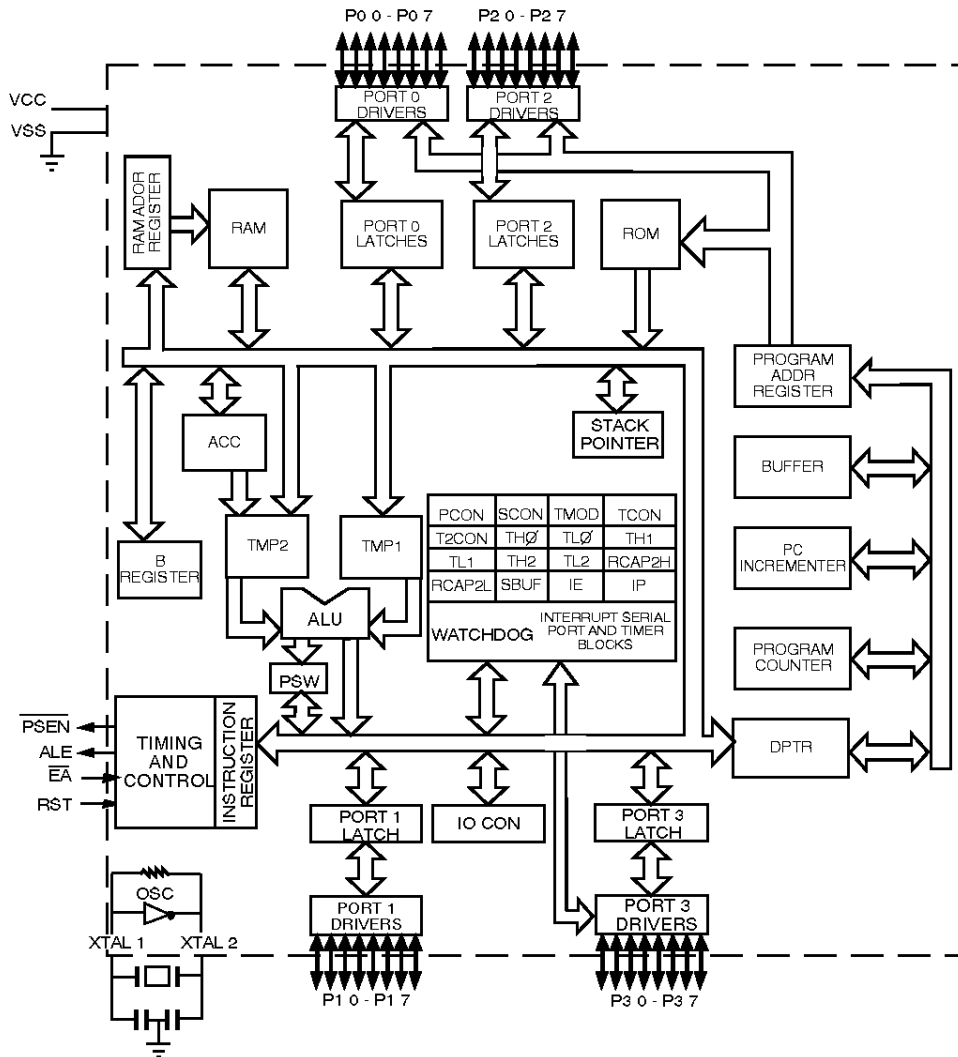 P0 0 - P0 7
P2 0 - P2 7
PORT 0
DRIVERS
PORT 2
DRIVERS
VCC
VSS
RAM ADOR
REGISTER
RAM
PORT 0
LATCHES
PORT 2
LATCHES
ROM
PROGRAM
ADDR
REGISTER
STACK
POINTER
ACC
BUFFER
B
REGISTER
TMP2
TMP1
ALU
PSW
PCON SCON TMOD TCON
T2CON THØ TLØ TH1
TL1 TH2 TL2 RCAP2H
RCAP2L SBUF IE IP
WATCHDOG
INTERRUPT SERIAL
PORT AND TIMER
BLOCKS
PC
INCREMENTER
PROGRAM
COUNTER
DPTR
PSEN
ALE
EA
RST
TIMING
AND
CONTROL
INSTRUCTION
REGISTER
PORT 1
LATCH
IO CON
PORT 3
LATCH
OSC
XTAL 1
XTAL 2
PORT 1
DRIVERS
PORT 3
DRIVERS
P1 0 - P1 7
P3 0 - P3 7